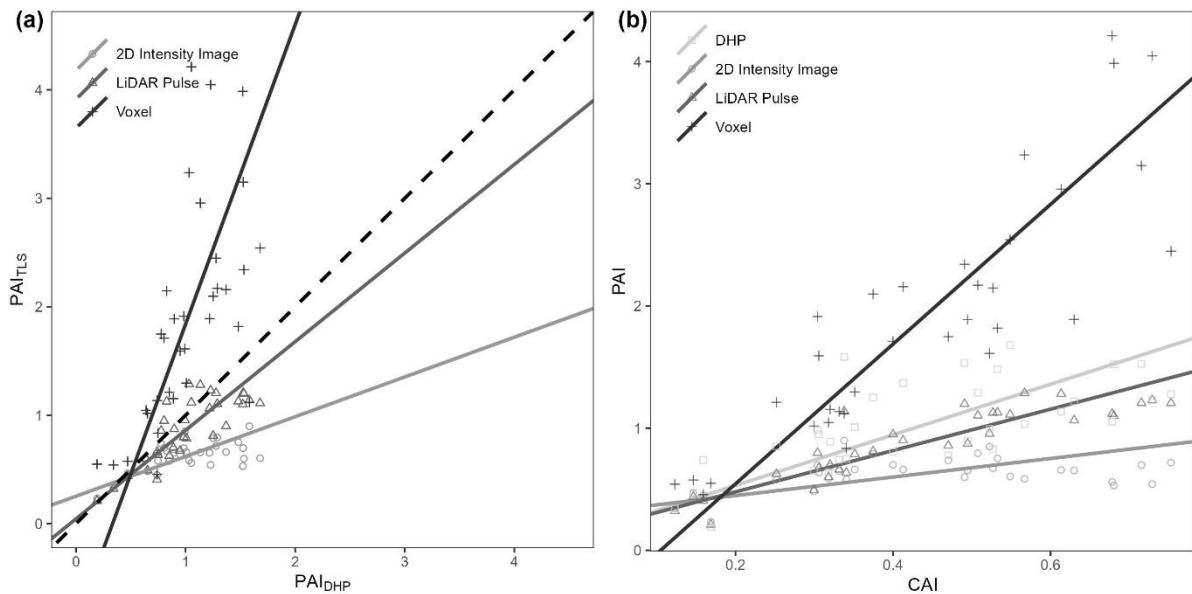 (a)
2D Intensity Image
LiDAR Pulse
Voxel
4
3
2
1
0
PAI_TLS
0
1
2
3
4
PAI_DHP
(b)
DHP
2D Intensity Image
LiDAR Pulse
Voxel
4
3
2
1
0
PAI
0.2
0.4
0.6
CAI